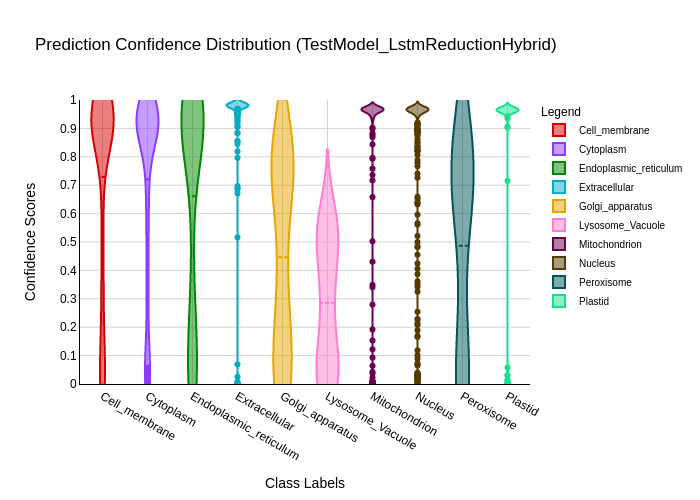 Prediction Confidence Distribution (TestModel_LstmReductionHybrid)
Confidence Scores
1
0.9
0.8
0.7
0.6
0.5
0.4
0.3
0.2
0.1
0
Cell_membrane
Cytoplasm
Endoplasmic_reticulum
Extracellular
Golgi_apparatus
Lysosome_Vacuole
Mitochondrion
Nucleus
Peroxisome
Plastid
Class Labels
Legend
Cell_membrane
Cytoplasm
Endoplasmic_reticulum
Extracellular
Golgi_apparatus
Lysosome_Vacuole
Mitochondrion
Nucleus
Peroxisome
Plastid